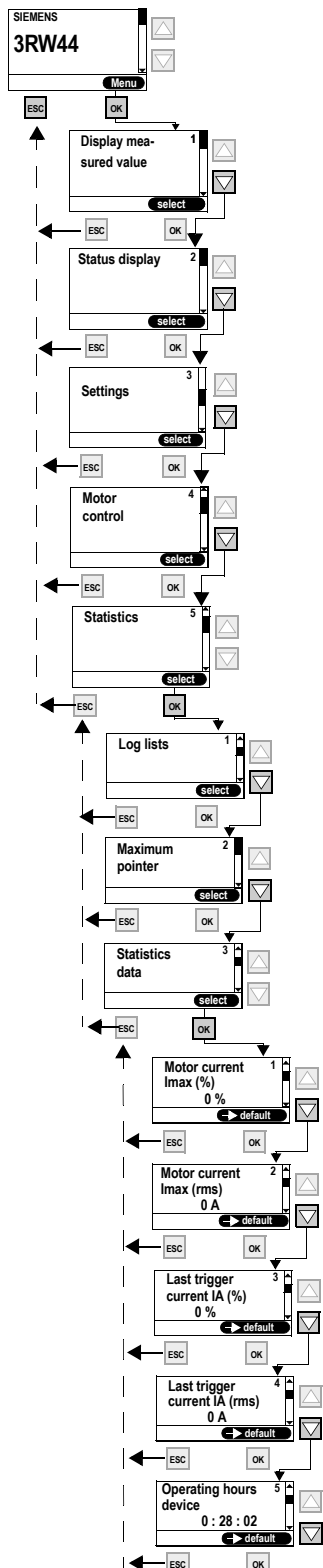 SIEMENS
3RW44
Menu
ESC
OK
Display mea-
sured value
1
select
ESC
OK
Status display
2
select
ESC
OK
Settings
3
select
ESC
OK
Motor
control
4
select
ESC
OK
Statistics
5
select
ESC
OK
Log lists
1
select
ESC
OK
Maximum
pointer
2
select
ESC
OK
Statistics
data
3
select
ESC
OK
Motor current
Imax (%)
0 %
1
default
ESC
OK
Motor current
Imax (rms)
0 A
2
default
ESC
OK
Last trigger
current IA (%)
0 %
3
default
ESC
OK
Last trigger
current IA (rms)
0 A
4
default
ESC
OK
Operating hours
device
0 : 28 : 02
5
default
ESC
OK